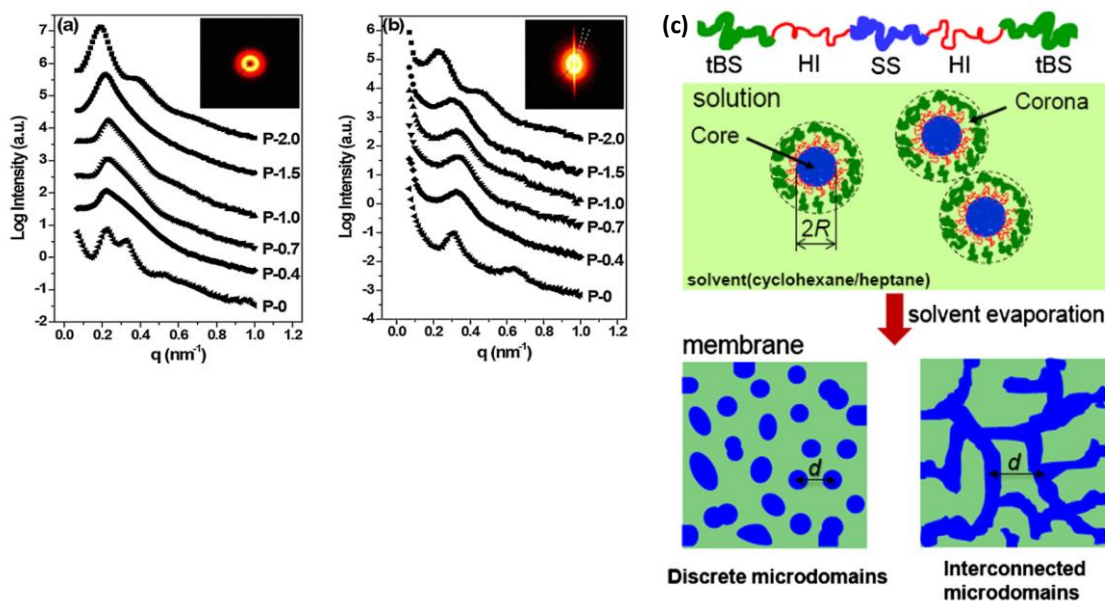 (a)
7
6
5
4
3
2
1
0
-1
-2
Log Intensity (a.u.)
P-2.0
P-1.5
P-1.0
P-0.7
P-0.4
P-0
0.0 0.2 0.4 0.6 0.8 1.0 1.2
q (nm-1)
(b)
6
5
4
3
2
1
0
-1
-2
-3
-4
Log Intensity (a.u.)
P-2.0
P-1.5
P-1.0
P-0.7
P-0.4
P-0
0.0 0.2 0.4 0.6 0.8 1.0 1.2
q (nm-1)
(c)
tBS HI SS HI tBS
solution
Corona
Core
2R
solvent(cyclohexane/heptane)
solvent evaporation
membrane
d
d
Discrete microdomains
Interconnected
microdomains